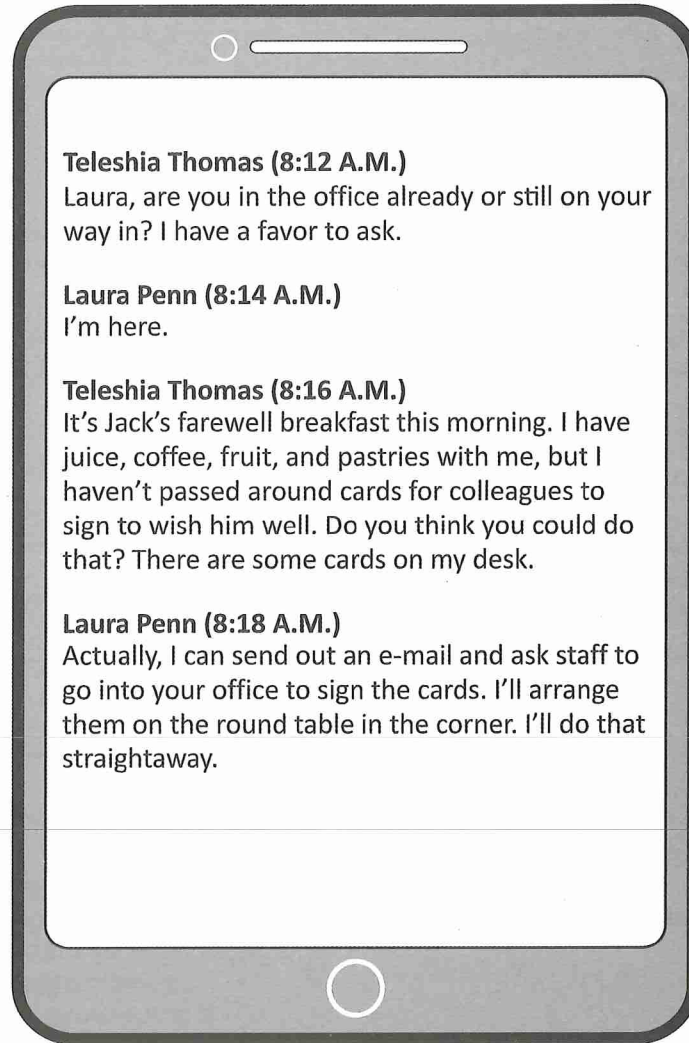 Teleshia Thomas (8:12 A.M.)
Laura, are you in the office already or still on your
way in? I have a favor to ask.
Laura Penn (8:14 A.M.)
I'm here.
Teleshia Thomas (8:16 A.M.)
It's Jack's farewell breakfast this morning. I have
juice, coffee, fruit, and pastries with me, but I
haven't passed around cards for colleagues to
sign to wish him well. Do you think you could do
that? There are some cards on my desk.
Laura Penn (8:18 A.M.)
Actually, I can send out an e-mail and ask staff to
go into your office to sign the cards. I'll arrange
them on the round table in the corner. I'll do that
straightaway.